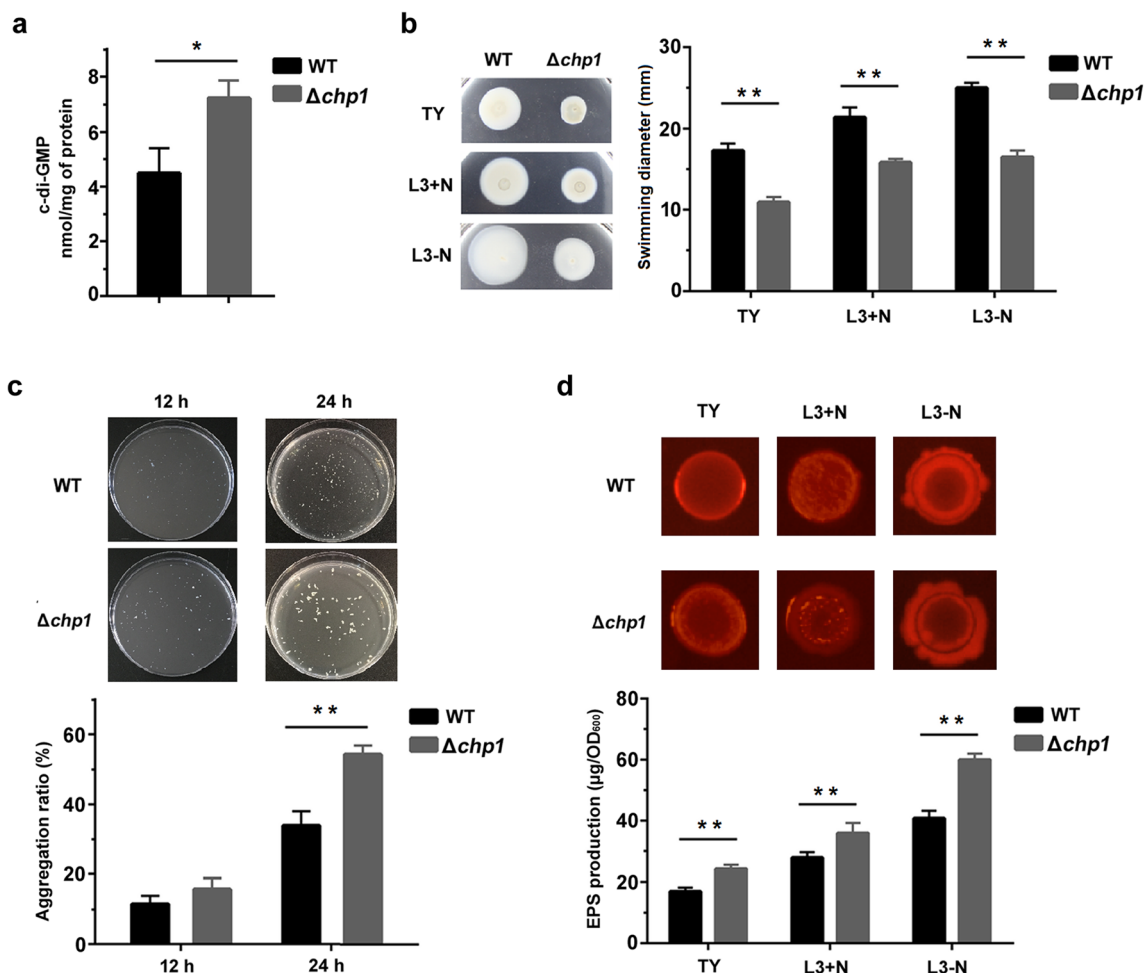 a
*
WT
Δchp1
8
6
4
2
0
c-di-GMP
nmol/mg of protein
b
WT Δchp1
TY
L3+N
L3-N
30
20
10
0
Swimming diameter (mm)
**
**
**
WT
Δchp1
TY L3+N L3-N
c
12 h 24 h
WT
Δchp1
60
40
20
0
Aggregation ratio (%)
**
WT
Δchp1
12 h 24 h
d
TY L3+N L3-N
WT
Δchp1
80
60
40
20
0
EPS production (μg/OD600)
**
**
**
WT
Δchp1
TY L3+N L3-N